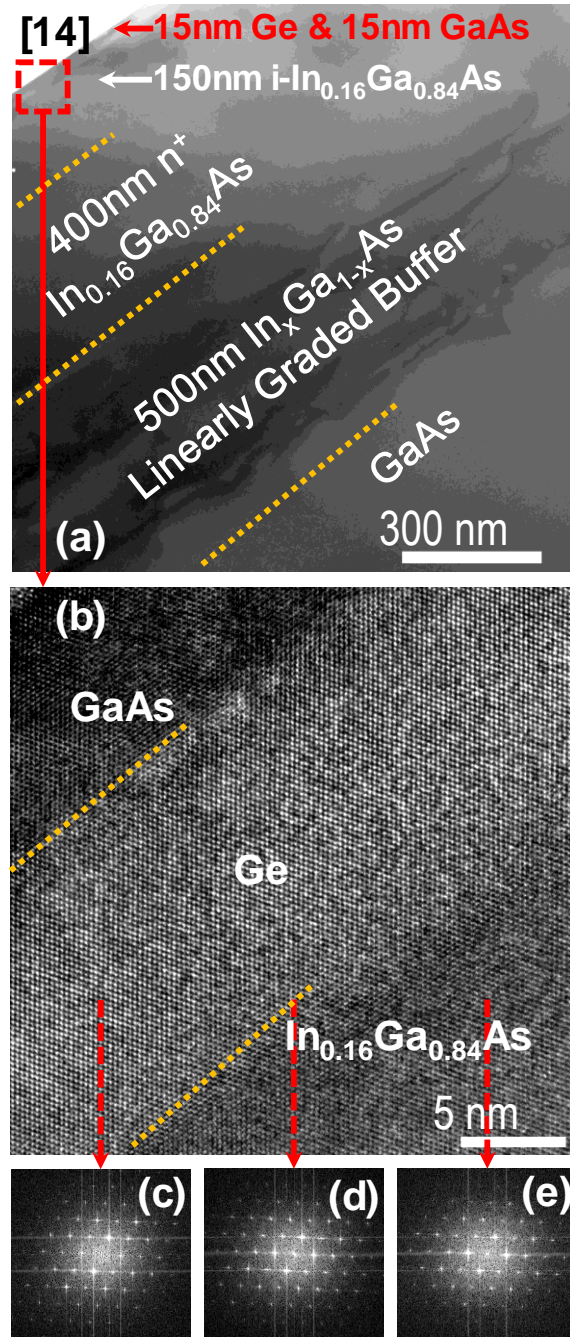 [14]
15nm Ge & 15nm GaAs
150nm i-In0.16Ga0.84As
400nm n+
In0.16Ga0.84As
500nm InxGa1-xAs
Linearly Graded Buffer
GaAs
(a)
300 nm
(b)
GaAs
Ge
In0.16Ga0.84As
5 nm
(c)
(d)
(e)